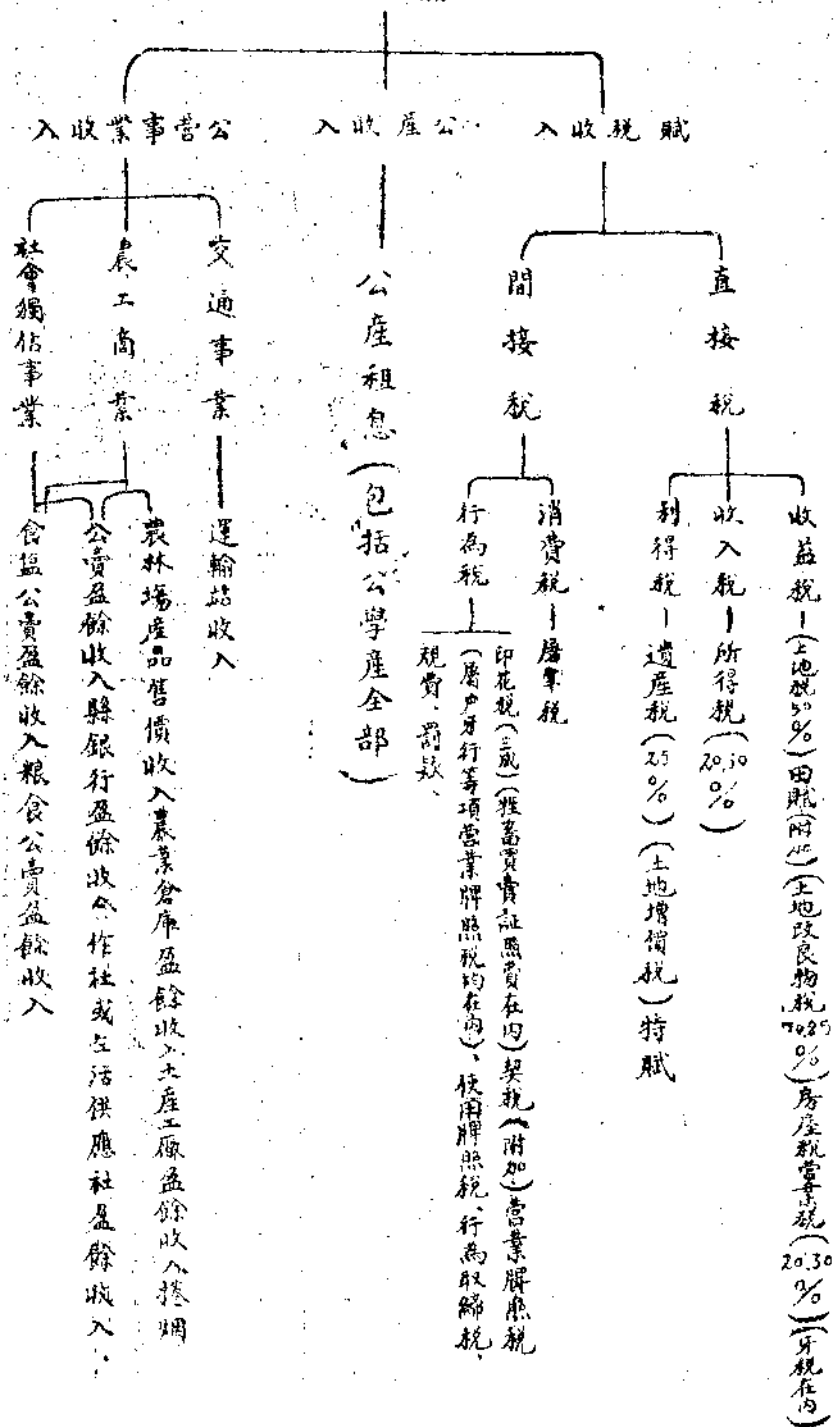 賦稅收入
公產收入
公營事業收入
直接稅
間接稅
公產租息(包括公學產全部)
交通事業
農工商業
社會獨佔事業
收益稅—(土地稅50%)田賦(附加)(土地改良物稅 %)房屋稅營業稅(20.30%)(牙稅在內)
收入稅—所得稅(20.30%)
利得稅—遺產稅(25%)(土地增價稅)特賦
消費稅—屠宰稅
行為稅
印花稅(三成)(牲畜買賣証照費在內)契稅(附加)營業牌照稅
(屠户牙行等項營業牌照稅均在內)、使用牌照稅、行為取締稅、
規費、罰欵、
運輸站收入
農林場產品售價收入農業倉庫盈餘收入土產工廠盈餘收入捲烟
公賣盈餘收入縣銀行盈餘收 合作社或生活供應社盈餘收入、
食塩公賣盈餘收入粮食公賣盈餘收入